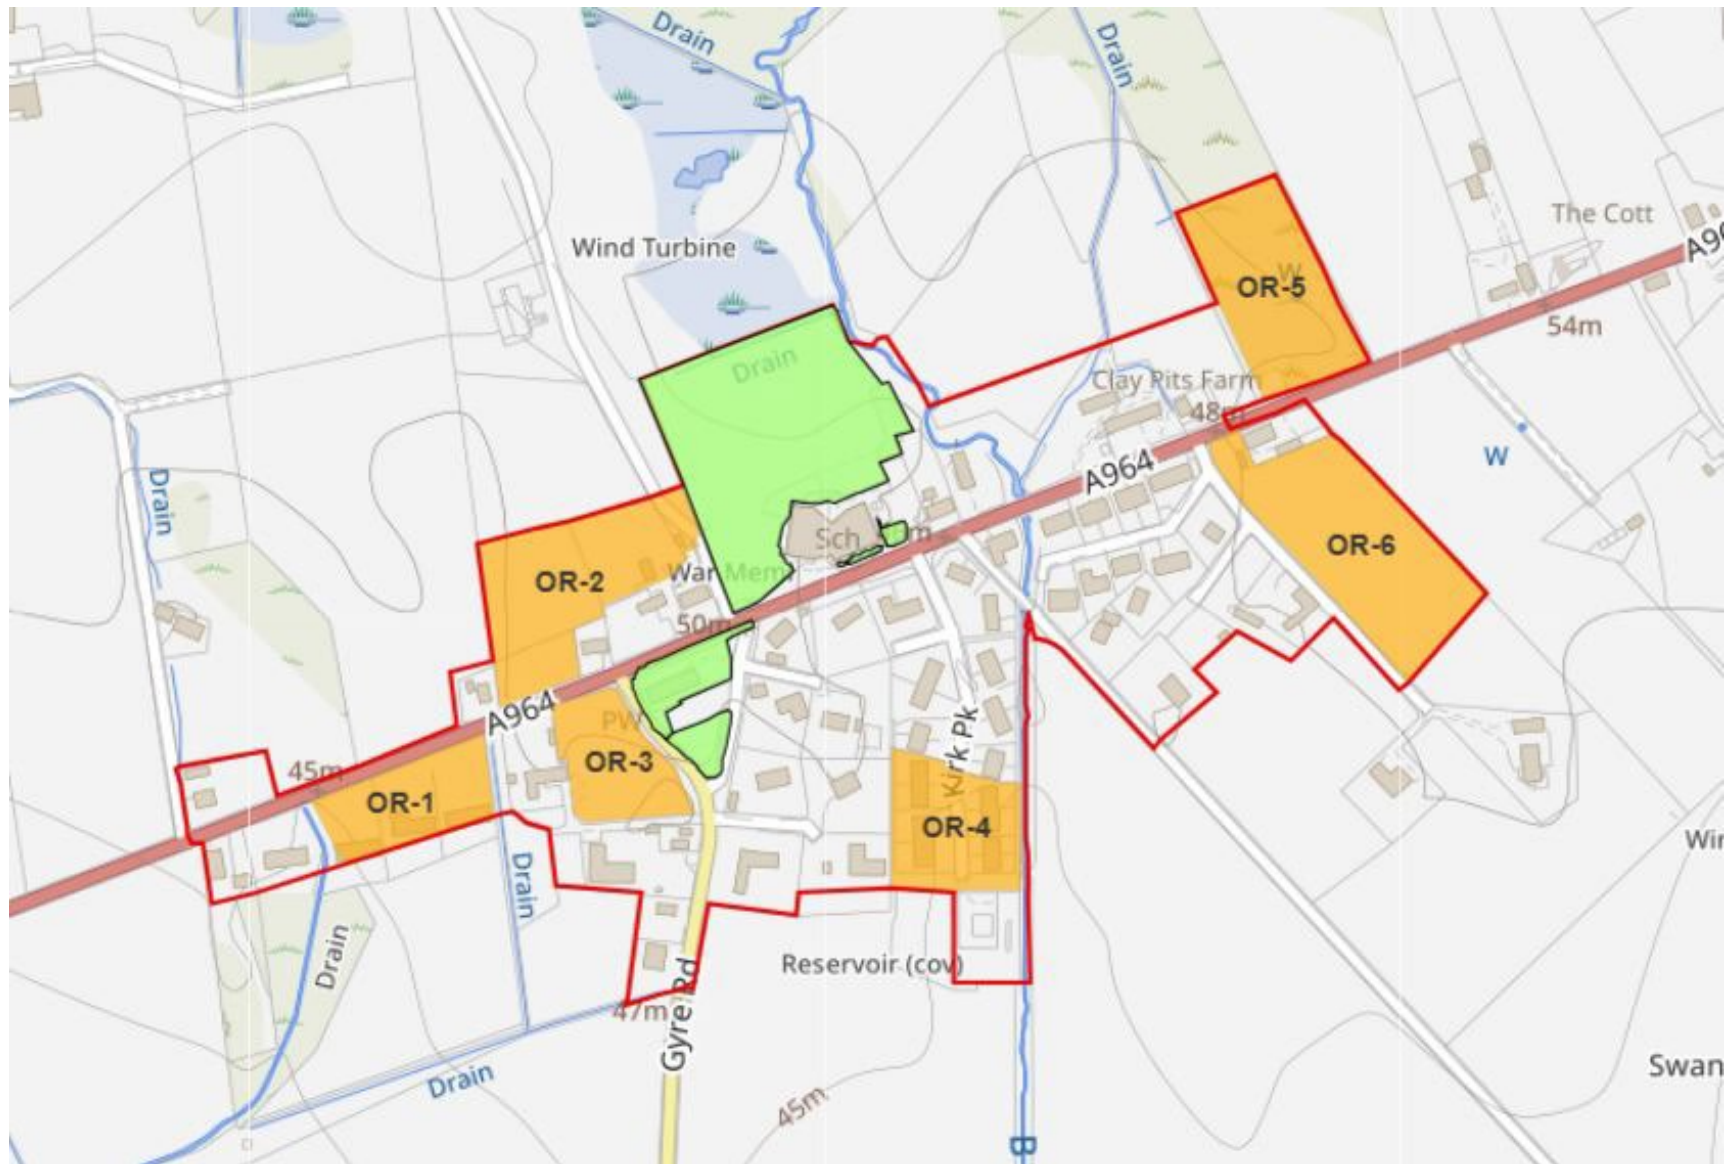 Drain
Drain
The Cott
A96
Wind Turbine
W
OR-5
54m
Drain
Clay Pits Farm
48m
W
A964
Drain
Sch
m
OR-6
War Mem
OR-2
50m
A964
PW
OR-3
Kirk Pk
45m
OR-1
OR-4
Drain
Drain
Reservoir (cov)
47m
Gyre Rd
Drain
45m
B
Wir
Swan